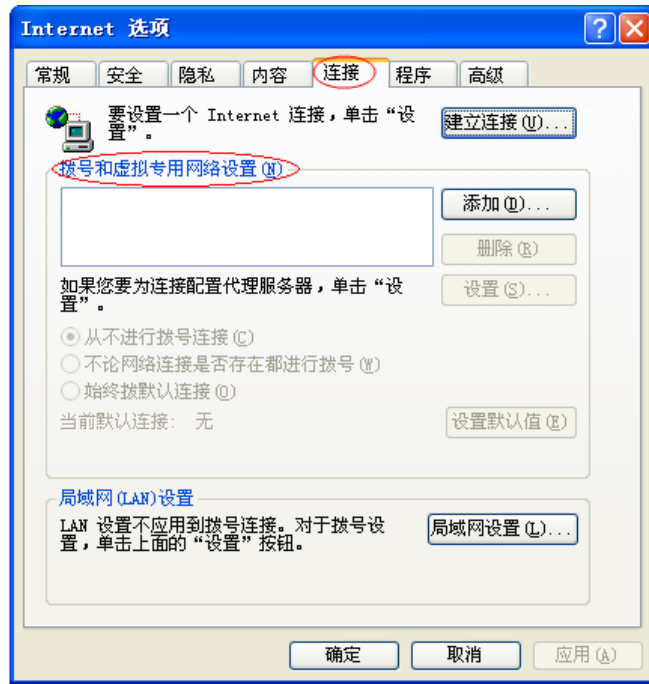 Internet 选项
常规 安全 隐私 内容 连接 程序 高级
要设置一个 Internet 连接，单击“设
置”。
建立连接(U)...
拨号和虚拟专用网络设置(N)
添加(D)...
删除(R)
如果您要为连接配置代理服务器，单击“设
置”。
设置(S)...
从不进行拨号连接(C)
不论网络连接是否存在都进行拨号(W)
始终拨默认连接(O)
当前默认连接: 无
设置默认值(E)
局域网(LAN)设置
LAN 设置不应用到拨号连接。对于拨号设
置，单击上面的“设置”按钮。
局域网设置(L)...
确定 取消 应用(A)